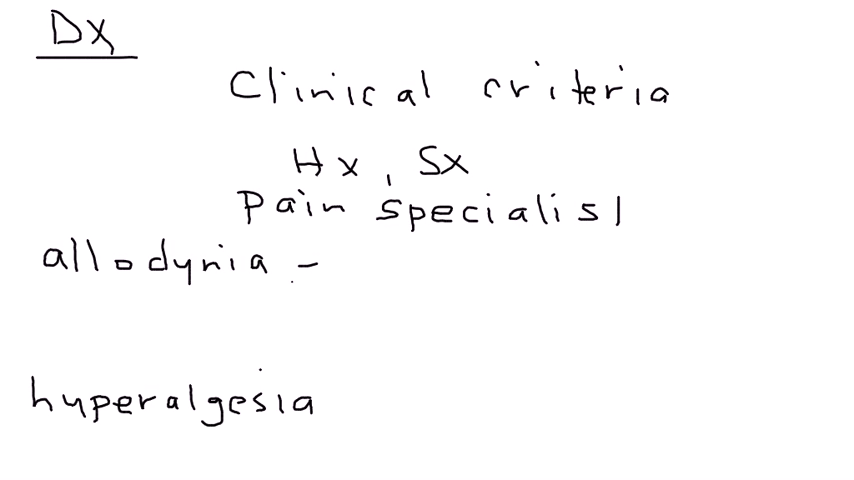 Dx
Clinical criteria
Hx, Sx
Pain specialist
allodynia -
hyperalgesia